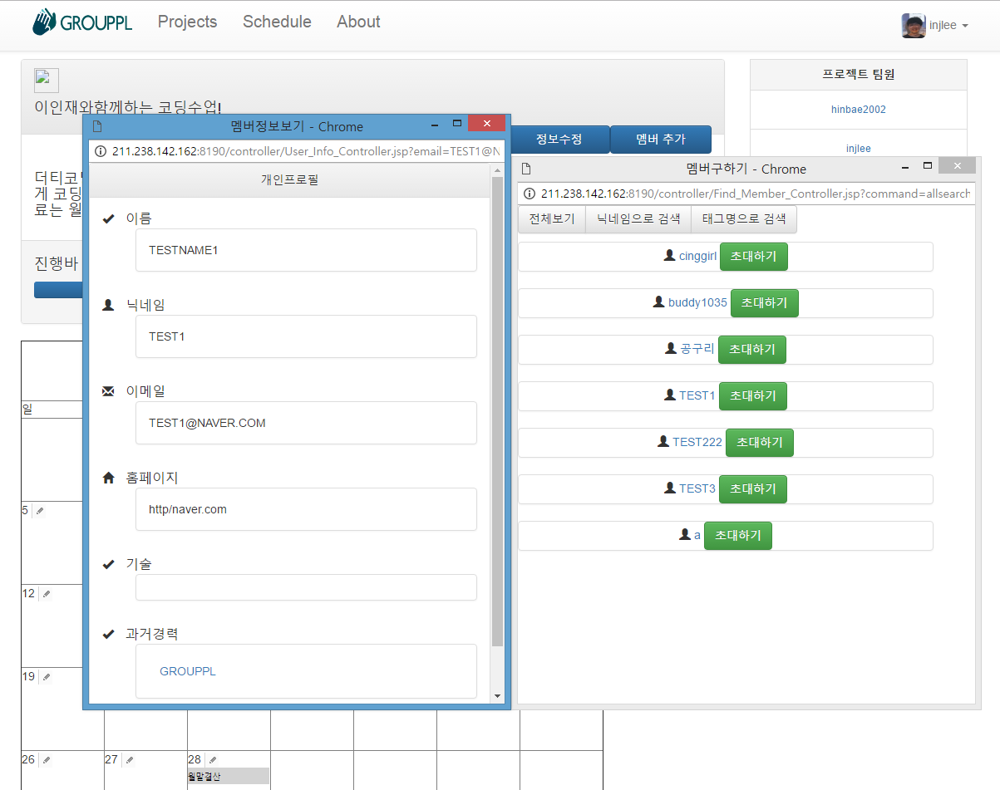 GROUPPL
Projects
Schedule
About
injlee
이인재와함께하는 코딩수업!
정보수정
멤버 추가
프로젝트 팀원
hinbae2002
injlee
더티코
게 코딩
료는 월
진행바
일
5
12
19
26
27
28
월말결산
멤버정보보기 - Chrome
211.238.142.162:8190/controller/User_Info_Controller.jsp?email=TEST1@N
개인프로필
이름
TESTNAME1
닉네임
TEST1
이메일
TEST1@NAVER.COM
홈페이지
http/naver.com
기술
과거경력
GROUPPL
멤버구하기 - Chrome
211.238.142.162:8190/controller/Find_Member_Controller.jsp?command=allsearch
전체보기
닉네임으로 검색
태그명으로 검색
cinggirl 초대하기
buddy1035 초대하기
공구리 초대하기
TEST1 초대하기
TEST222 초대하기
TEST3 초대하기
a 초대하기